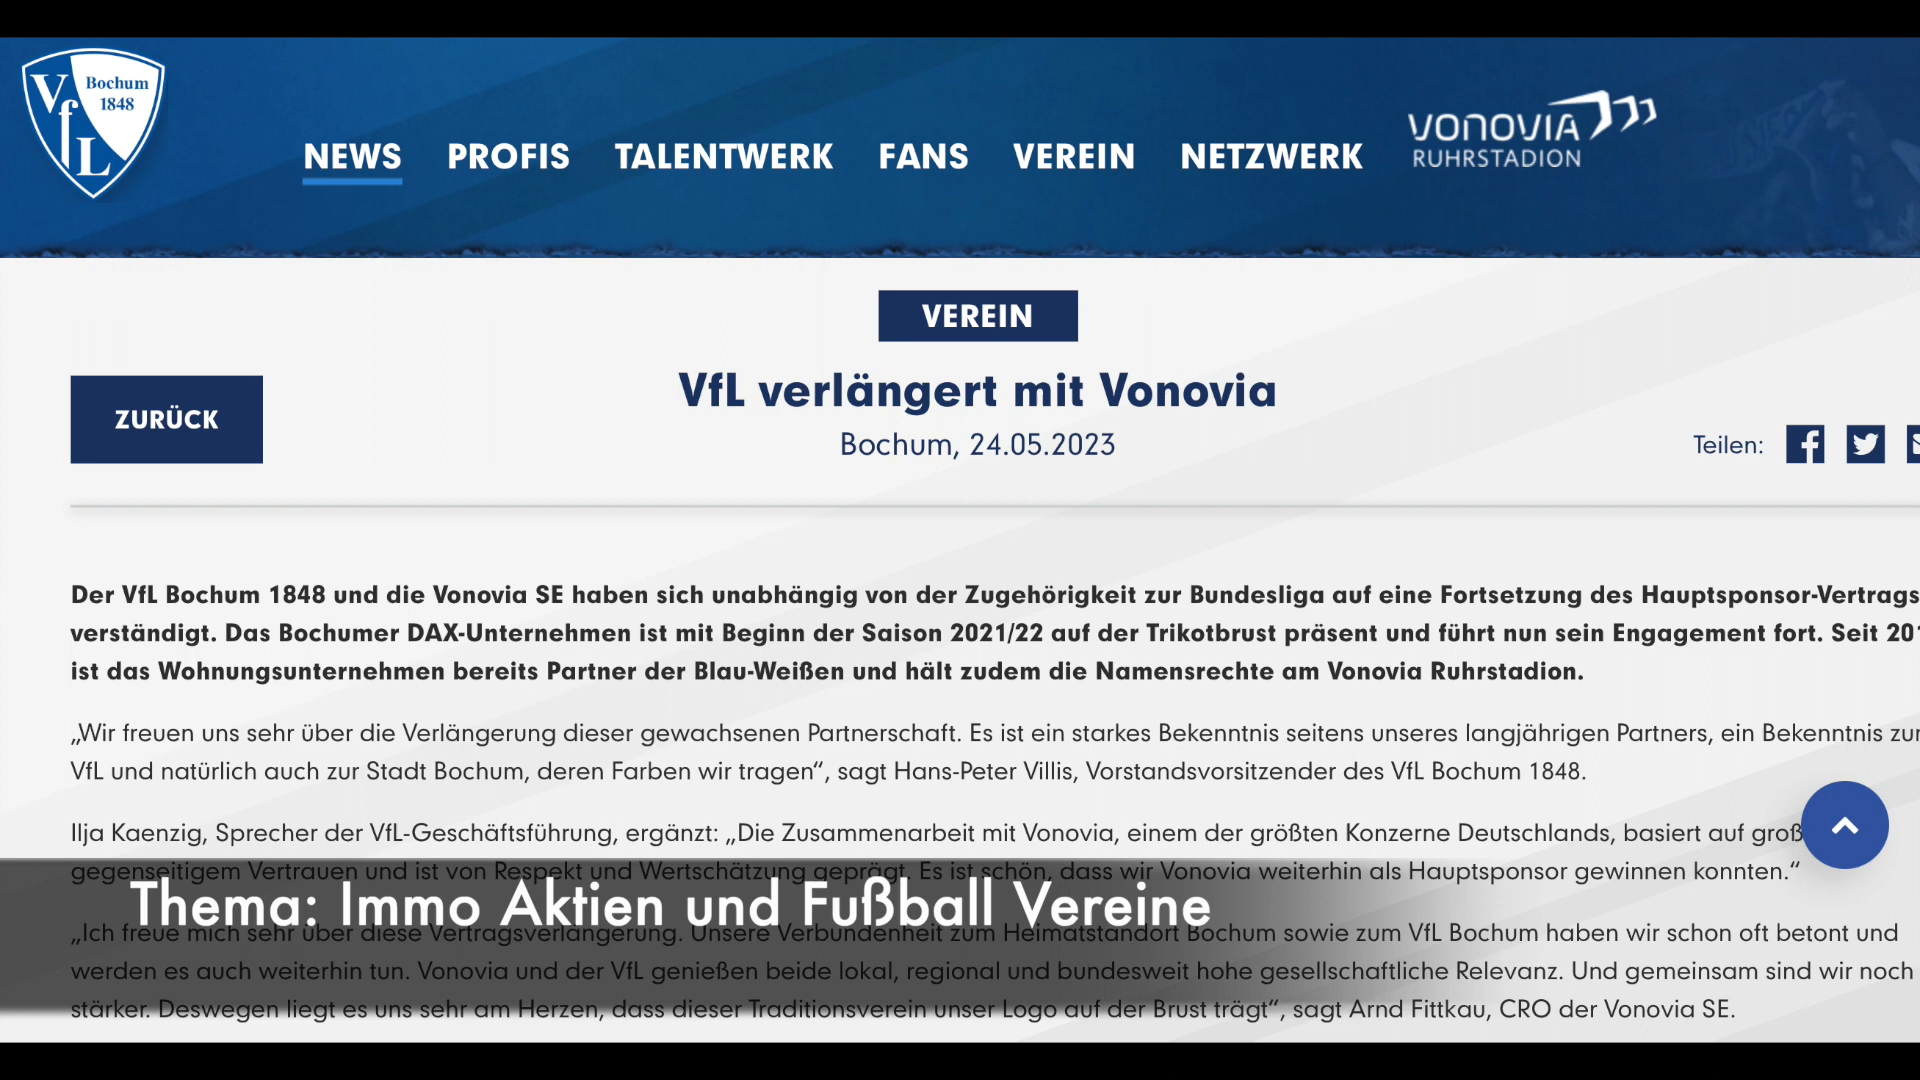 Bochum
1848
VfL
NEWS PROFIS TALENTWERK FANS VEREIN NETZWERK
VONOVIA
RUHRSTADION
VEREIN
ZURÜCK
VfL verlängert mit Vonovia
Bochum, 24.05.2023
Teilen:
Der VfL Bochum 1848 und die Vonovia SE haben sich unabhängig von der Zugehörigkeit zur Bundesliga auf eine Fortsetzung des Hauptsponsor-Vertrags
verständigt. Das Bochumer DAX-Unternehmen ist mit Beginn der Saison 2021/22 auf der Trikotbrust präsent und führt nun sein Engagement fort. Seit
ist das Wohnungsunternehmen bereits Partner der Blau-Weißen und hält zudem die Namensrechte am Vonovia Ruhrstadion.
„Wir freuen uns sehr über die Verlängerung dieser gewachsenen Partnerschaft. Es ist ein starkes Bekenntnis seitens unseres langjährigen Partners, ein Bekenntnis
VfL und natürlich auch zur Stadt Bochum, deren Farben wir tragen“, sagt Hans-Peter Villis, Vorstandsvorsitzender des VfL Bochum 1848.
Ilja Kaenzig, Sprecher der VfL-Geschäftsführung, ergänzt: „Die Zusammenarbeit mit Vonovia, einem der größten Konzerne Deutschlands, basiert auf
gegenseitigem Vertrauen und ist von Respekt und Wertschätzung geprägt. Es ist schön, dass wir Vonovia weiterhin als Hauptsponsor gewinnen konnten.“
Thema: Immo Aktien und Fußball Vereine
„Ich freue mich sehr über diese Vertragsverlängerung. Unsere Verbundenheit zum Heimatstandort Bochum sowie zum VfL Bochum haben wir schon oft betont und
werden es auch weiterhin tun. Vonovia und der VfL genießen beide lokal, regional und bundesweit hohe gesellschaftliche Relevanz. Und gemeinsam sind wir noch
stärker. Deswegen liegt es uns sehr am Herzen, dass dieser Traditionsverein unser Logo auf der Brust trägt“, sagt Arnd Fittkau, CRO der Vonovia SE.